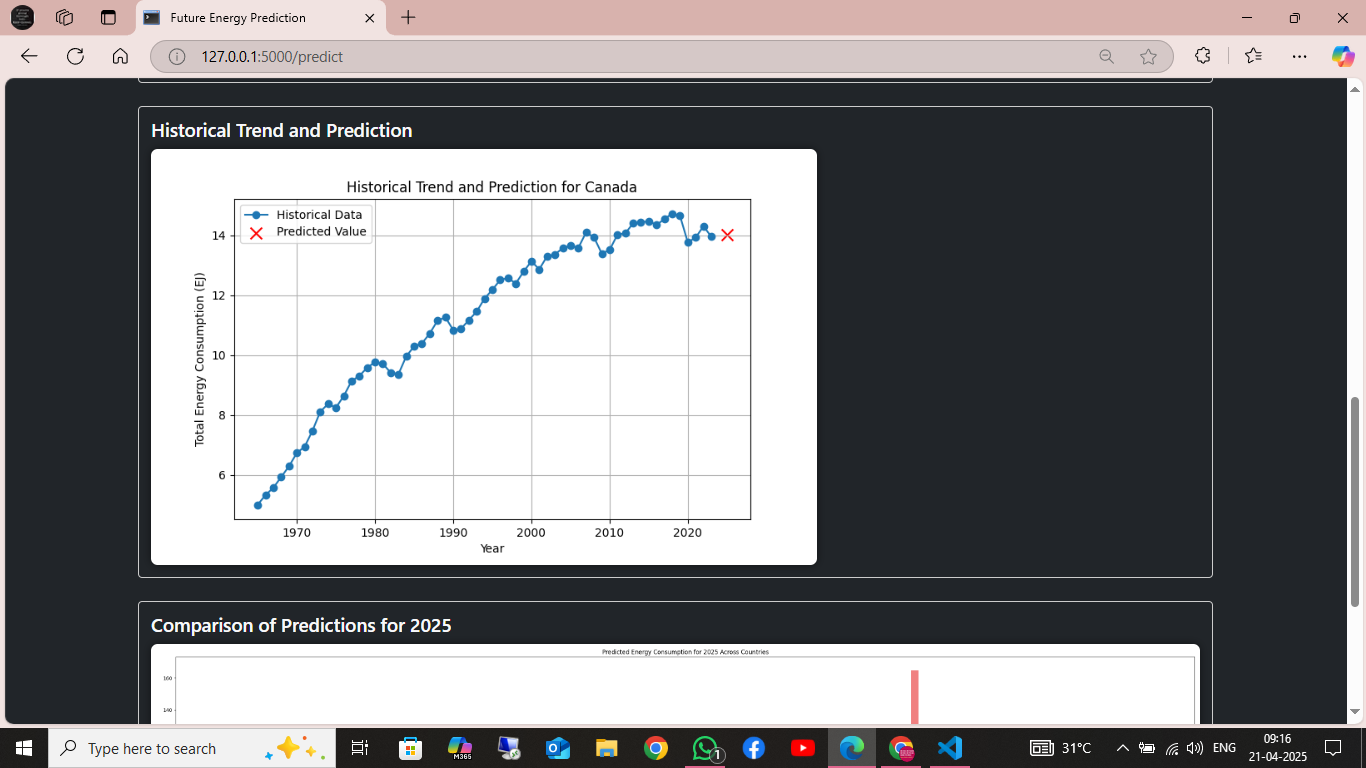 Future Energy Prediction
127.0.0.1:5000/predict
Historical Trend and Prediction
Historical Trend and Prediction for Canada
Historical Data
Predicted Value
14
12
10
8
6
Total Energy Consumption (EJ)
1970 1980 1990 2000 2010 2020
Year
Comparison of Predictions for 2025
Predicted Energy Consumption for 2025 Across Countries
160
140
Type here to search
M365
1
31°C
ENG
09:16
21-04-2025